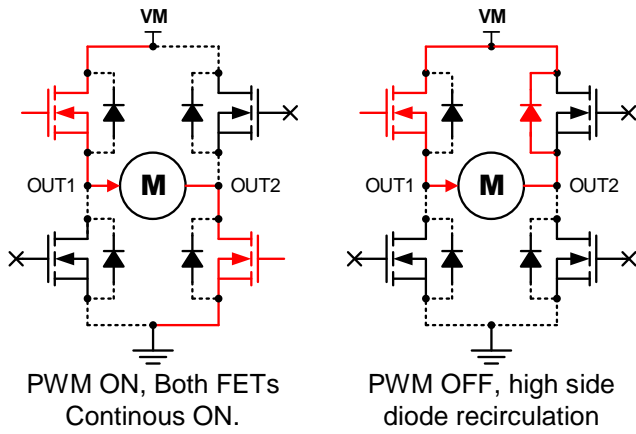 VM
VM
OUT1
M
OUT2
OUT1
M
OUT2
PWM ON, Both FETs
Continous ON.
PWM OFF, high side
diode recirculation